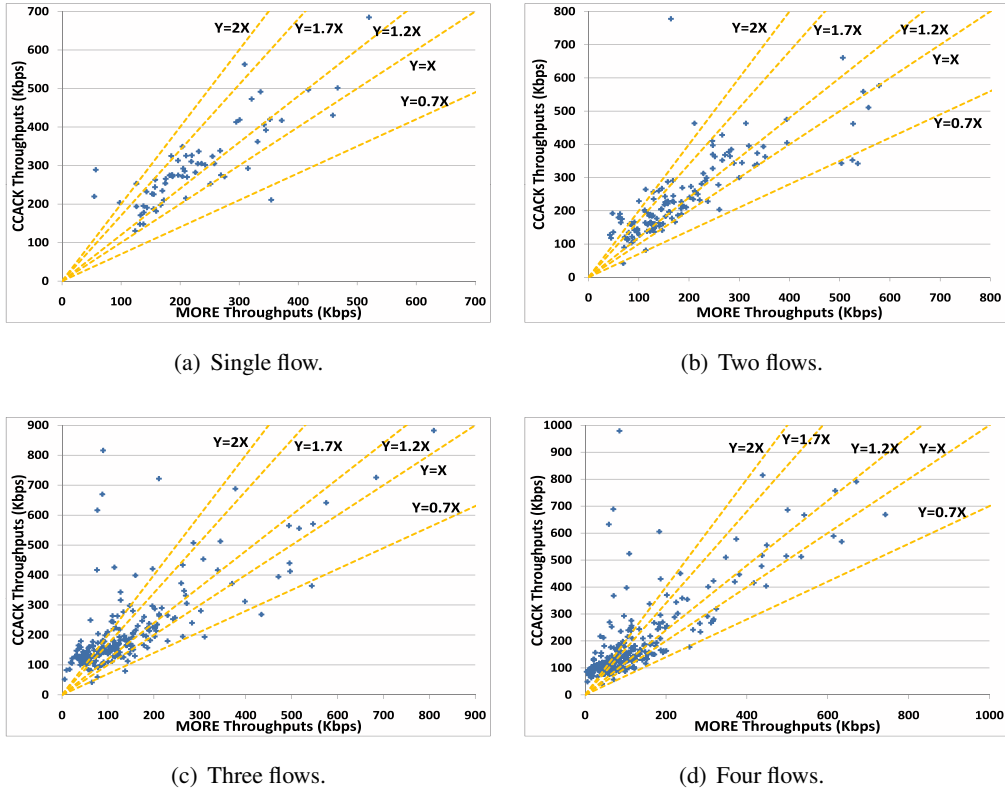 700
600
500
400
300
200
100
0
CCACK Throughputs (Kbps)
Y=2X
Y=1.7X
Y=1.2X
Y=X
Y=0.7X
0 100 200 300 400 500 600 700
MORE Throughputs (Kbps)
(a) Single flow.
800
700
600
500
400
300
200
100
0
CCACK Throughputs (Kbps)
Y=2X
Y=1.7X
Y=1.2X
Y=X
Y=0.7X
0 100 200 300 400 500 600 700 800
MORE Throughputs (Kbps)
(b) Two flows.
900
800
700
600
500
400
300
200
100
0
CCACK Throughputs (Kbps)
Y=2X
Y=1.7X
Y=1.2X
Y=X
Y=0.7X
0 100 200 300 400 500 600 700 800 900
MORE Throughputs (Kbps)
(c) Three flows.
1000
900
800
700
600
500
400
300
200
100
0
CCACK Throughputs (Kbps)
Y=2X
Y=1.7X
Y=1.2X
Y=X
Y=0.7X
0 200 400 600 800 1000
MORE Throughputs (Kbps)
(d) Four flows.